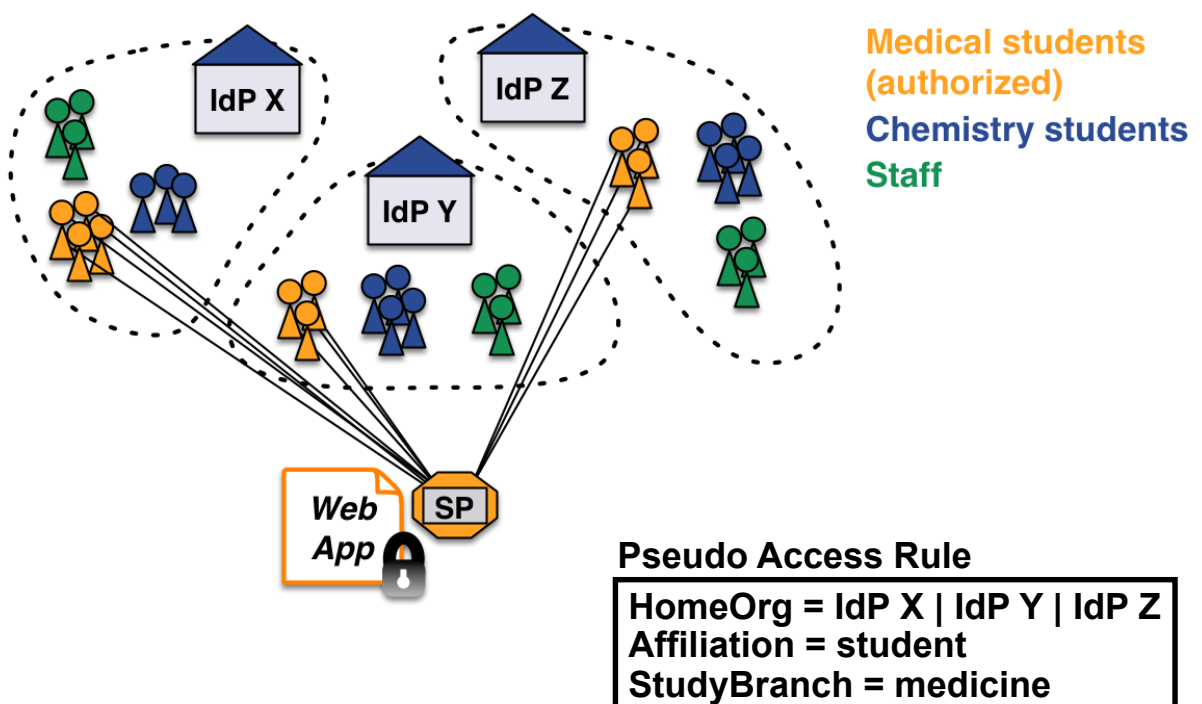 IdP X
IdP Z
IdP Y
Medical students
(authorized)
Chemistry students
Staff
Web
App
SP
Pseudo Access Rule
HomeOrg = IdP X | IdP Y | IdP Z
Affiliation = student
StudyBranch = medicine